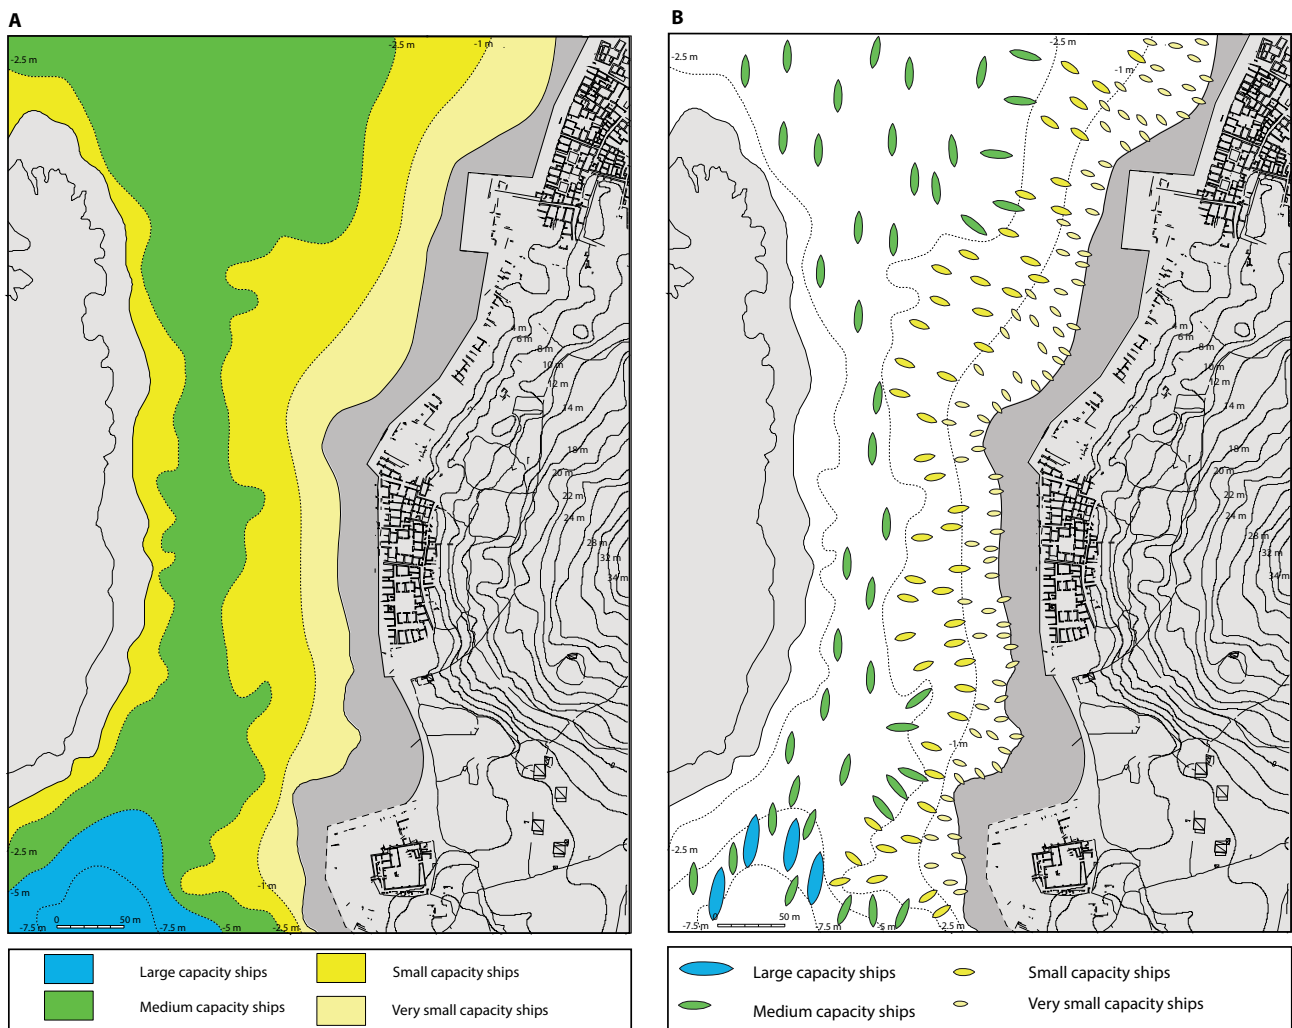 A
B
-2.5 m
-2.5 m
-1 m
-2.5 m
-2.5 m
-1 m
4 m
6 m
8 m
10 m
12 m
14 m
18 m
20 m
22 m
24 m
28 m
32 m
34 m
4 m
6 m
8 m
10 m
12 m
14 m
18 m
20 m
22 m
24 m
28 m
32 m
34 m
-1 m
-2.5 m
-2.5 m
-5 m
-1 m
0 50 m
-7.5 m
-7.5 m
-5 m
-2.5 m
0 50 m
-7.5 m
-7.5 m
-5 m
-2.5 m
Large capacity ships
Small capacity ships
Medium capacity ships
Very small capacity ships
Large capacity ships
Small capacity ships
Medium capacity ships
Very small capacity ships